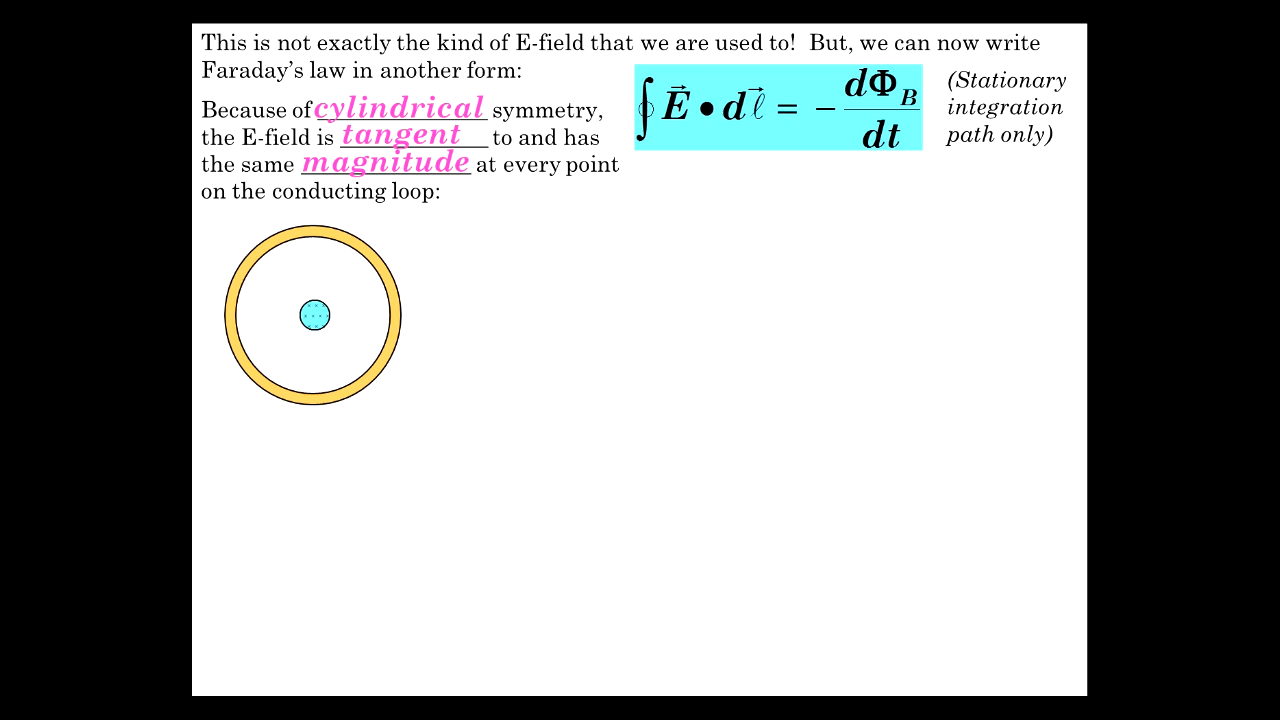 This is not exactly the kind of E-field that we are used to!  But, we can now write
Faraday's law in another form:
Because of cylindrical symmetry,
the E-field is tangent to and has
the same magnitude at every point
on the conducting loop:
∮ E⃗ • dℓ⃗ = − dΦ_B / dt
(Stationary
integration
path only)